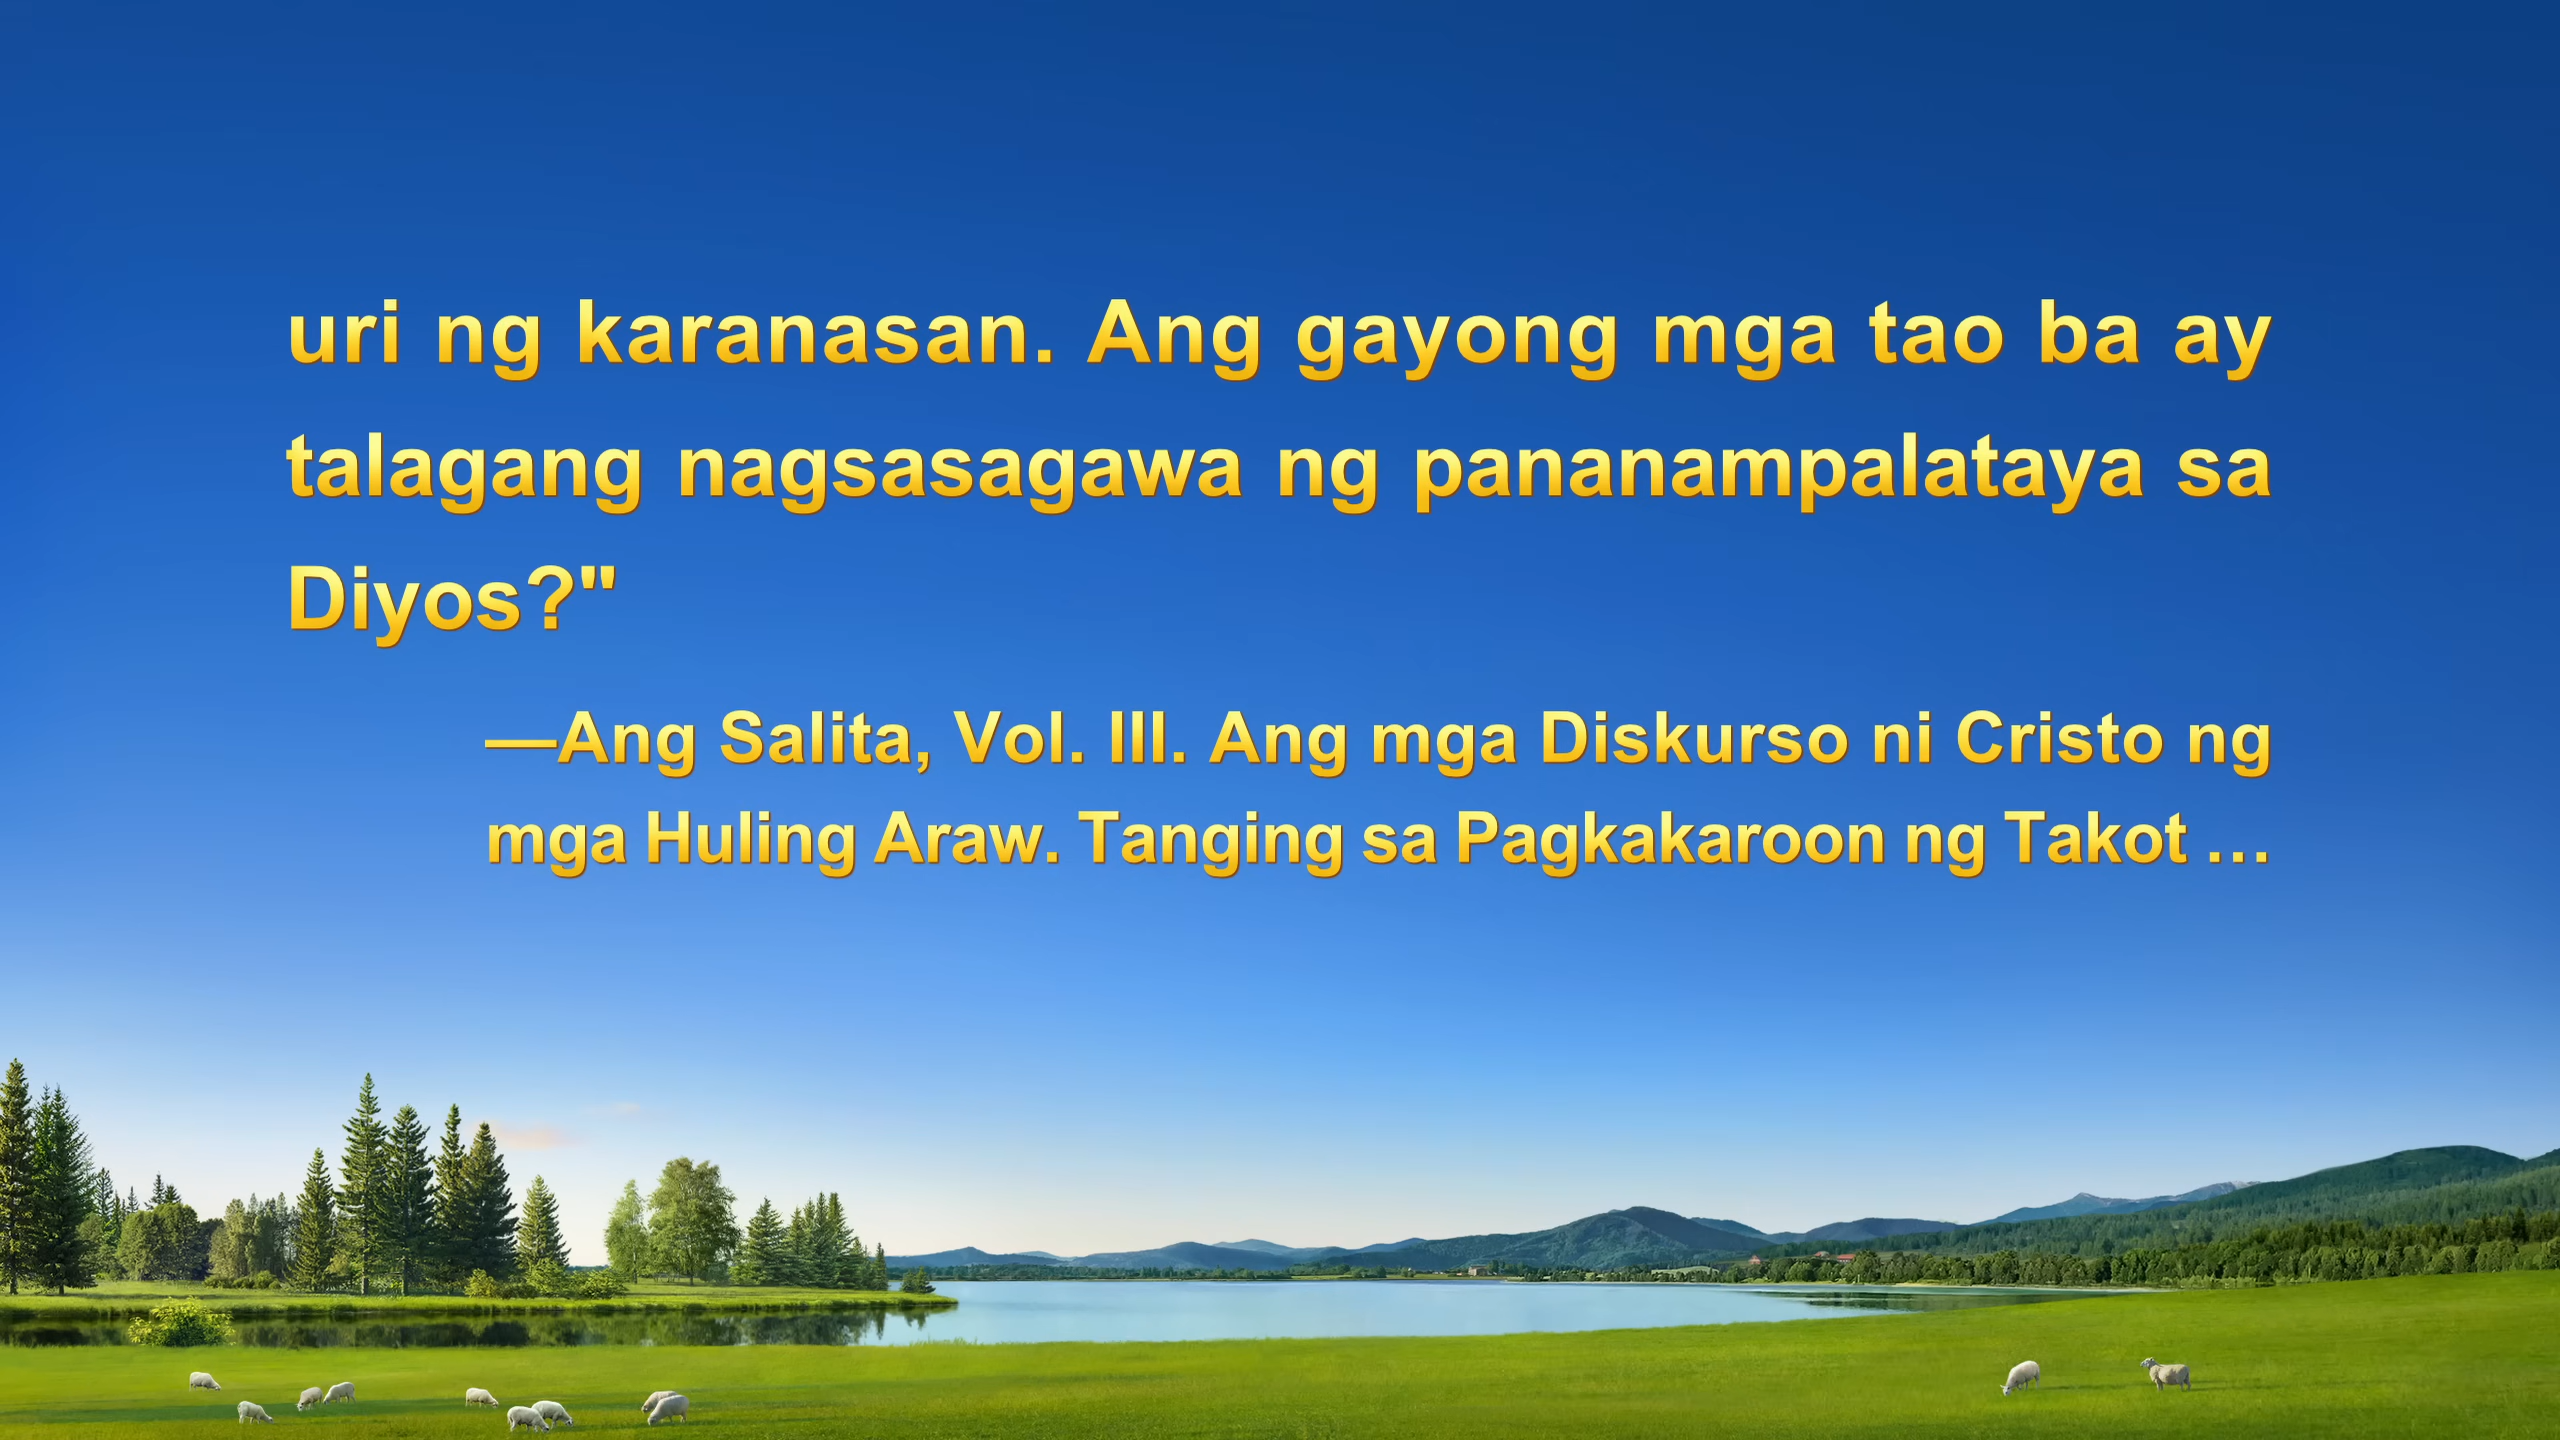 uri ng karanasan. Ang gayong mga tao ba ay
talagang nagsasagawa ng pananampalataya sa
Diyos?"
—Ang Salita, Vol. III. Ang mga Diskurso ni Cristo ng
mga Huling Araw. Tanging sa Pagkakaroon ng Takot …